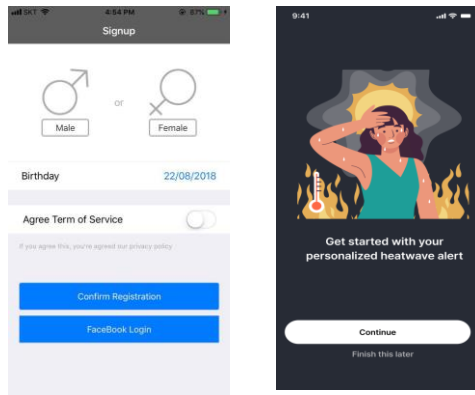 SKT 4:54 PM 87%
Signup
or
Male
Female
Birthday 22/08/2018
Agree Term of Service
If you agree this, you're agreed our privacy policy
Confirm Registration
FaceBook Login
9:41
Get started with your
personalized heatwave alert
Continue
Finish this later